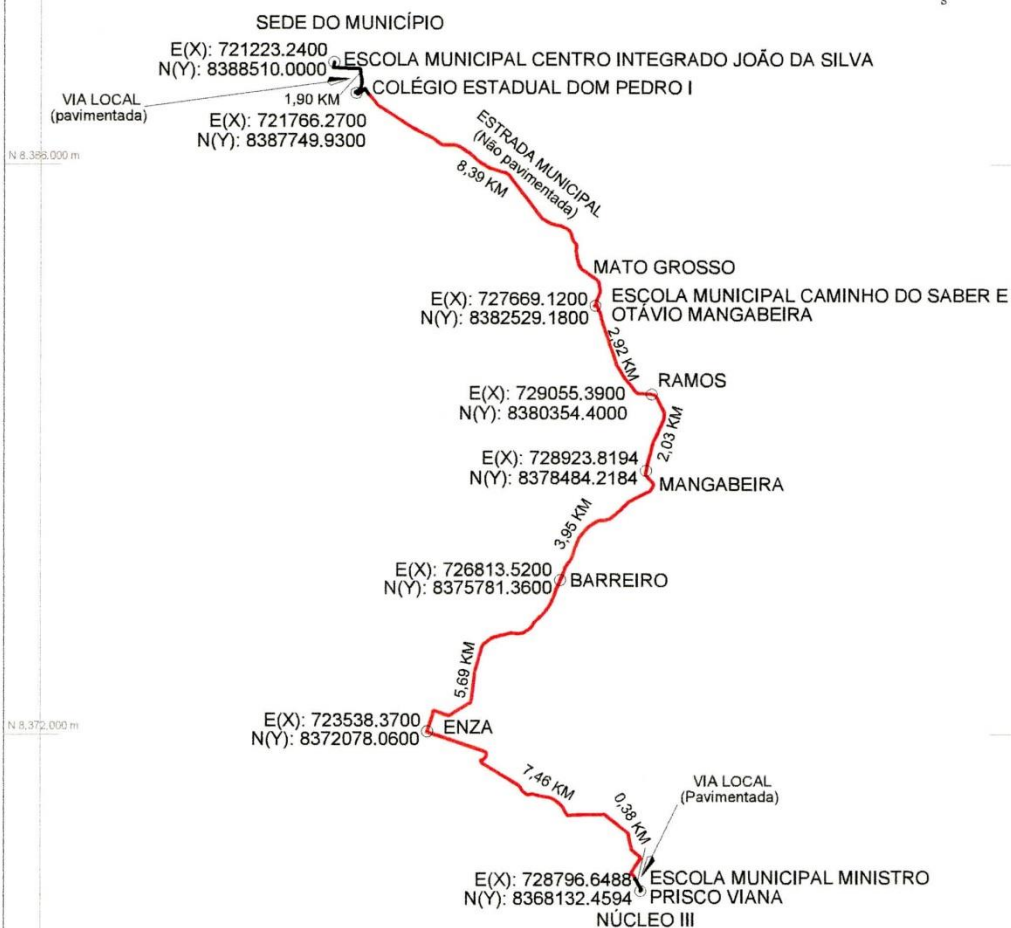 s
SEDE DO MUNICÍPIO
E(X): 721223.2400
N(Y): 8388510.0000
ESCOLA MUNICIPAL CENTRO INTEGRADO JOÃO DA SILVA
COLÉGIO ESTADUAL DOM PEDRO I
VIA LOCAL
(pavimentada)
1,90 KM
E(X): 721766.2700
N(Y): 8387749.9300
N 8.386.000 m
ESTRADA MUNICIPAL
(Não pavimentada)
8,39 KM
MATO GROSSO
E(X): 727669.1200
N(Y): 8382529.1800
ESCOLA MUNICIPAL CAMINHO DO SABER E
OTÁVIO MANGABEIRA
2,92 KM
RAMOS
E(X): 729055.3900
N(Y): 8380354.4000
2,03 KM
E(X): 728923.8194
N(Y): 8378484.2184
MANGABEIRA
3,95 KM
E(X): 726813.5200
N(Y): 8375781.3600
BARREIRO
5,69 KM
N 8.372.000 m
E(X): 723538.3700
N(Y): 8372078.0600
ENZA
7,46 KM
VIA LOCAL
(Pavimentada)
0,38 KM
E(X): 728796.6488
N(Y): 8368132.4594
ESCOLA MUNICIPAL MINISTRO
PRISCO VIANA
NÚCLEO III